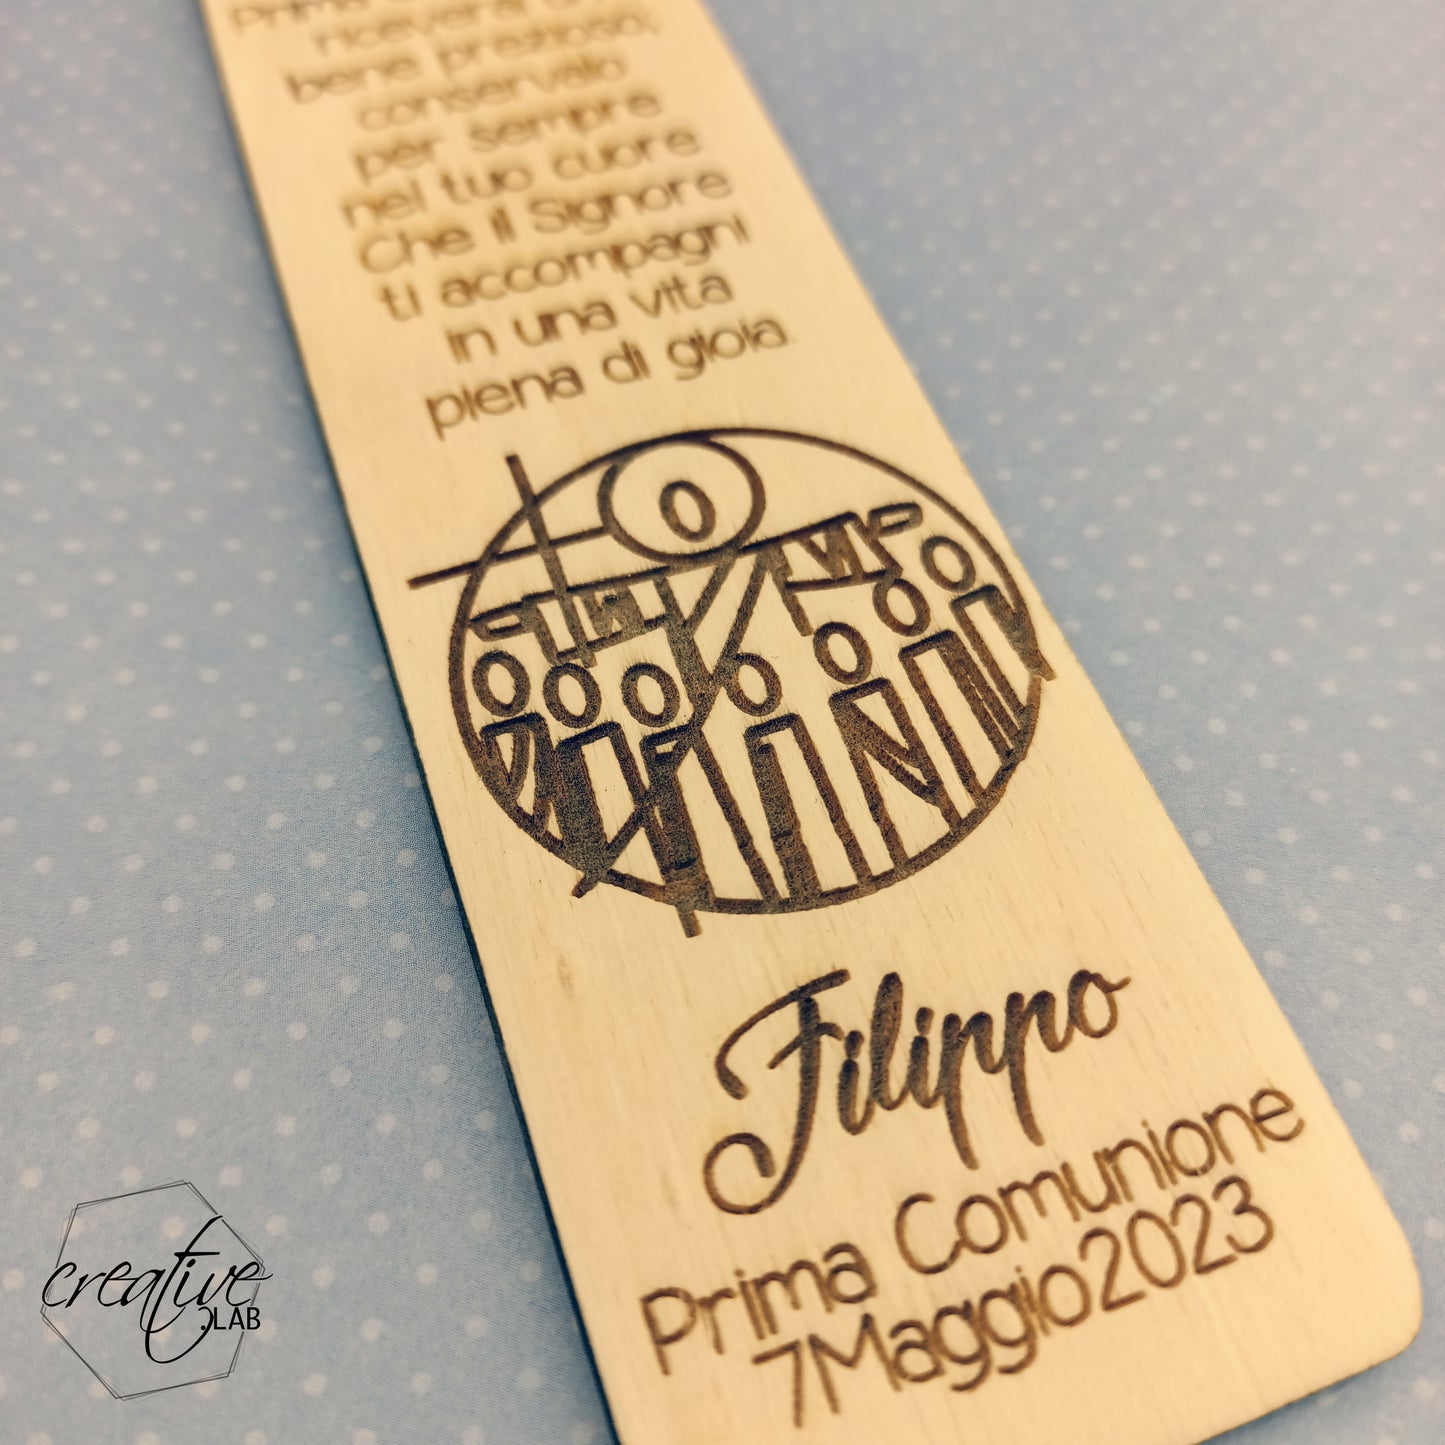 Prima
riceverai
bene prezioso,
conservalo
per sempre
nel tuo cuore
Che il Signore
ti accompagni
in una vita
piena di gioia.
Filippo
Prima Comunione
7Maggio2023
creative
.LAB